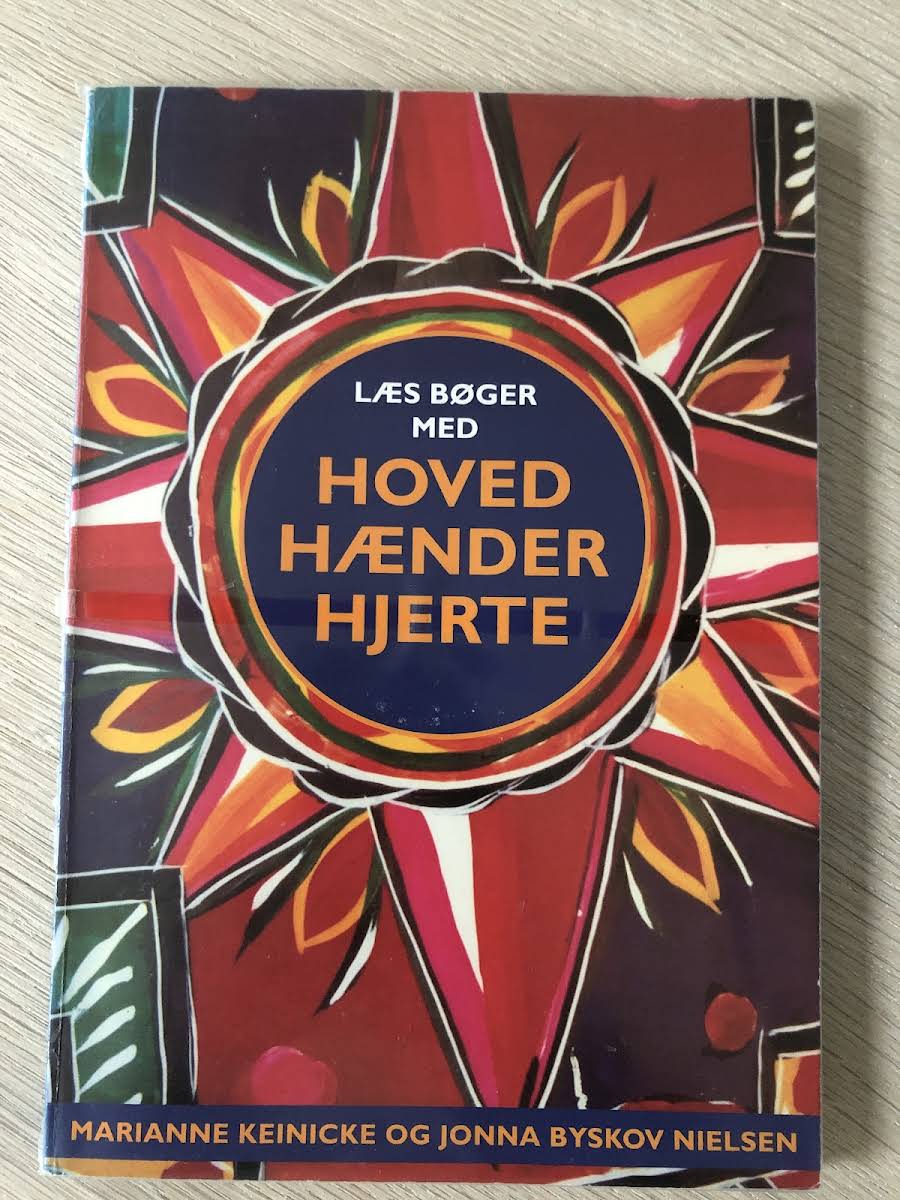 LÆS BØGER
MED
HOVED
HÆNDER
HJERTE
MARIANNE KEINICKE OG JONNA BYSKOV NIELSEN